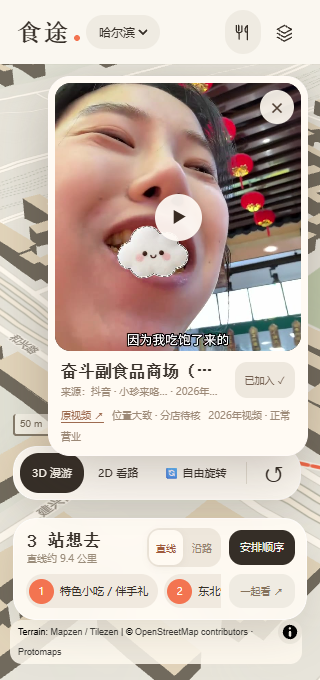 食途
哈尔滨
因为我吃饱了来的
奋斗副食品商场（…
来源：抖音 · 小珍来咯... · 2026年...
已加入 ✓
原视频 ↗ 位置大致 · 分店待核 2026年视频 · 正常
营业
50 m
3D 漫游
2D 看路
自由旋转
3 站想去
直线约 9.4 公里
直线
沿路
安排顺序
1 特色小吃 / 伴手礼
2 东北
一起看 ↗
Terrain: Mapzen / Tilezen | © OpenStreetMap contributors ·
Protomaps